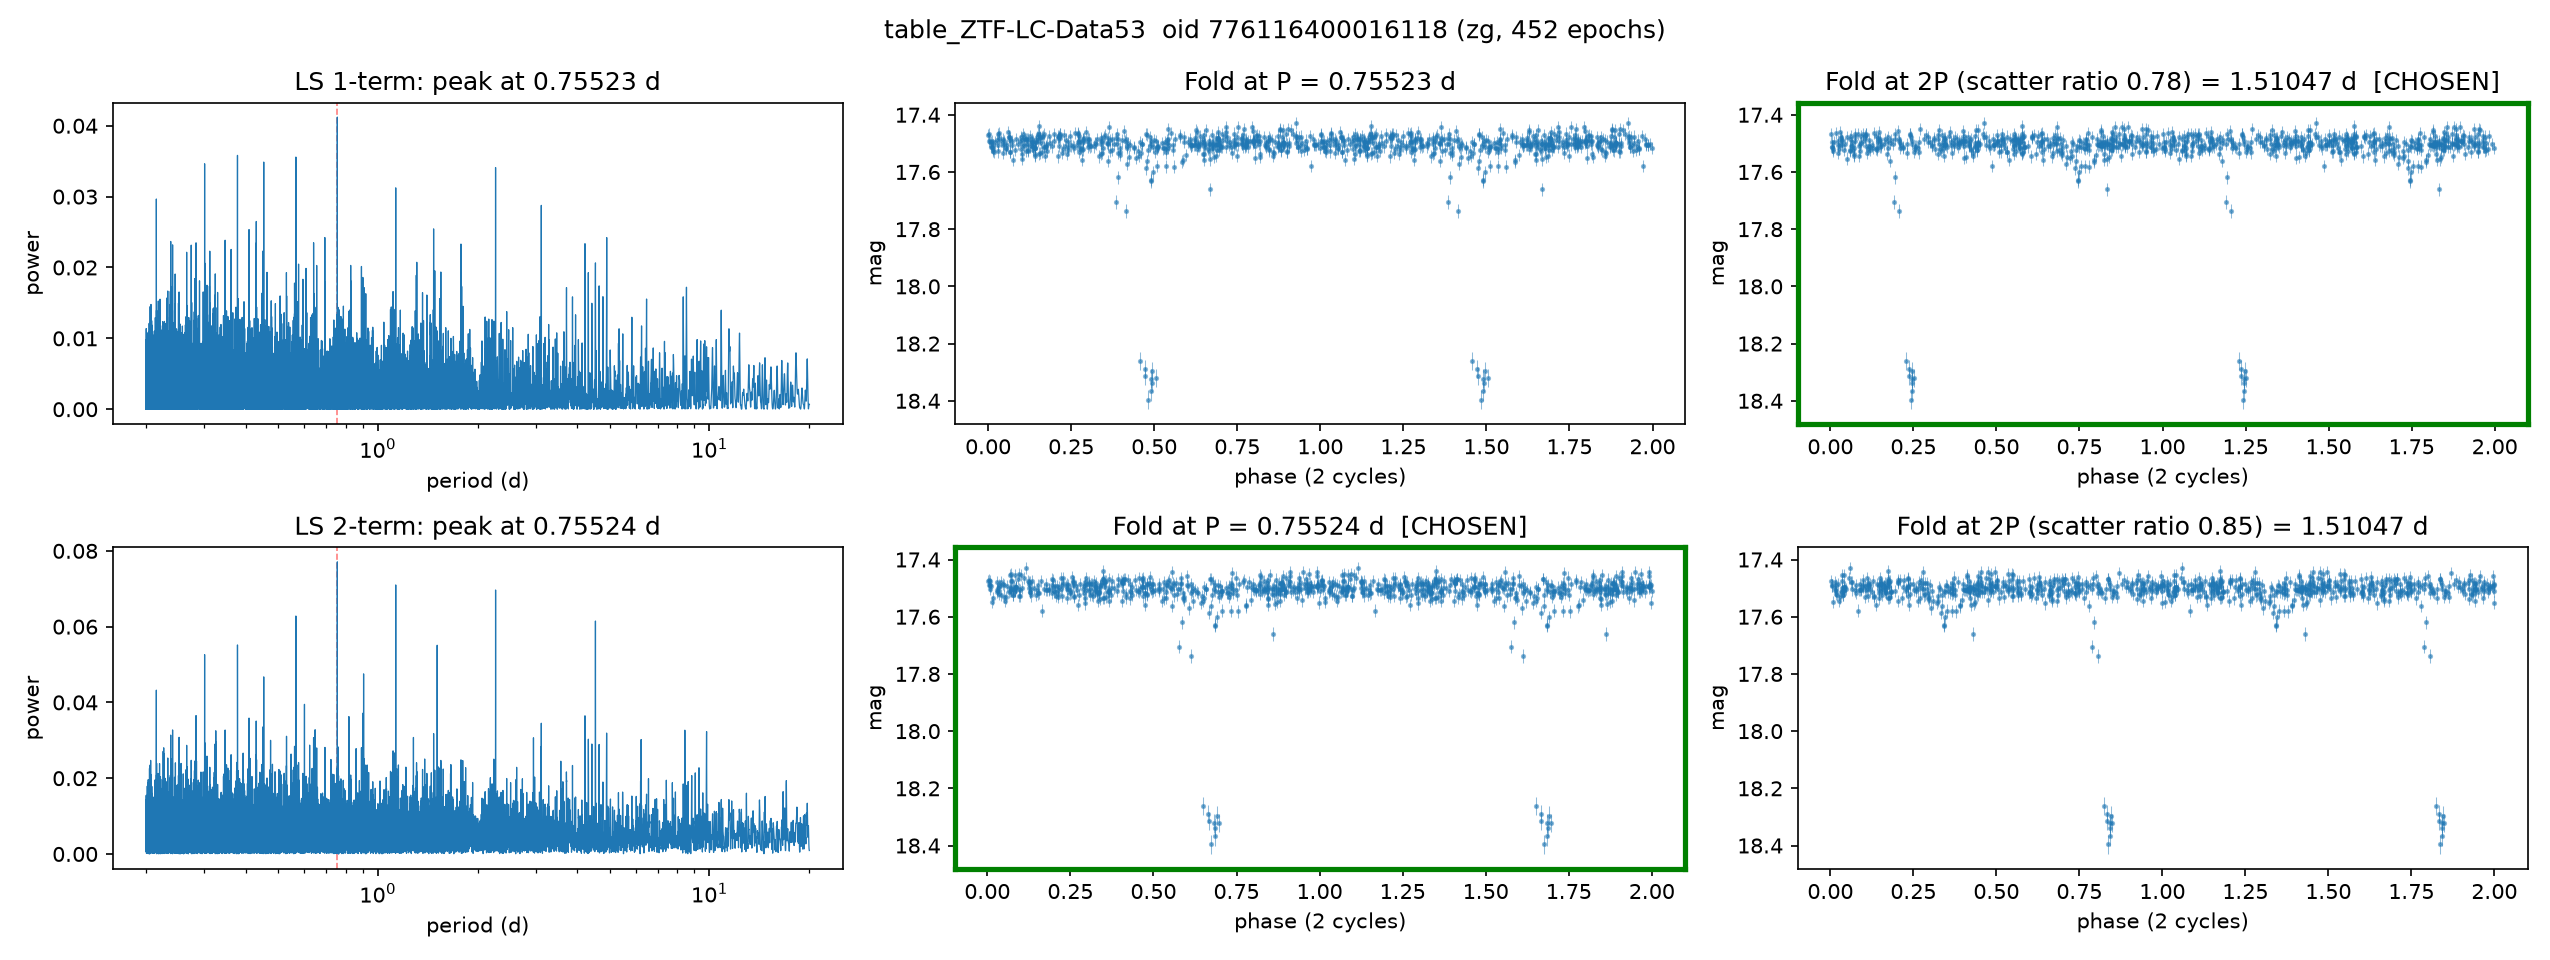 table_ZTF-LC-Data53  oid 776116400016118 (zg, 452 epochs)
LS 1-term: peak at 0.75523 d
power
0.04
0.03
0.02
0.01
0.00
10^0
10^1
period (d)
Fold at P = 0.75523 d
mag
17.4
17.6
17.8
18.0
18.2
18.4
0.00 0.25 0.50 0.75 1.00 1.25 1.50 1.75 2.00
phase (2 cycles)
Fold at 2P (scatter ratio 0.78) = 1.51047 d  [CHOSEN]
mag
17.4
17.6
17.8
18.0
18.2
18.4
0.00 0.25 0.50 0.75 1.00 1.25 1.50 1.75 2.00
phase (2 cycles)
LS 2-term: peak at 0.75524 d
power
0.08
0.06
0.04
0.02
0.00
10^0
10^1
period (d)
Fold at P = 0.75524 d  [CHOSEN]
mag
17.4
17.6
17.8
18.0
18.2
18.4
0.00 0.25 0.50 0.75 1.00 1.25 1.50 1.75 2.00
phase (2 cycles)
Fold at 2P (scatter ratio 0.85) = 1.51047 d
mag
17.4
17.6
17.8
18.0
18.2
18.4
0.00 0.25 0.50 0.75 1.00 1.25 1.50 1.75 2.00
phase (2 cycles)